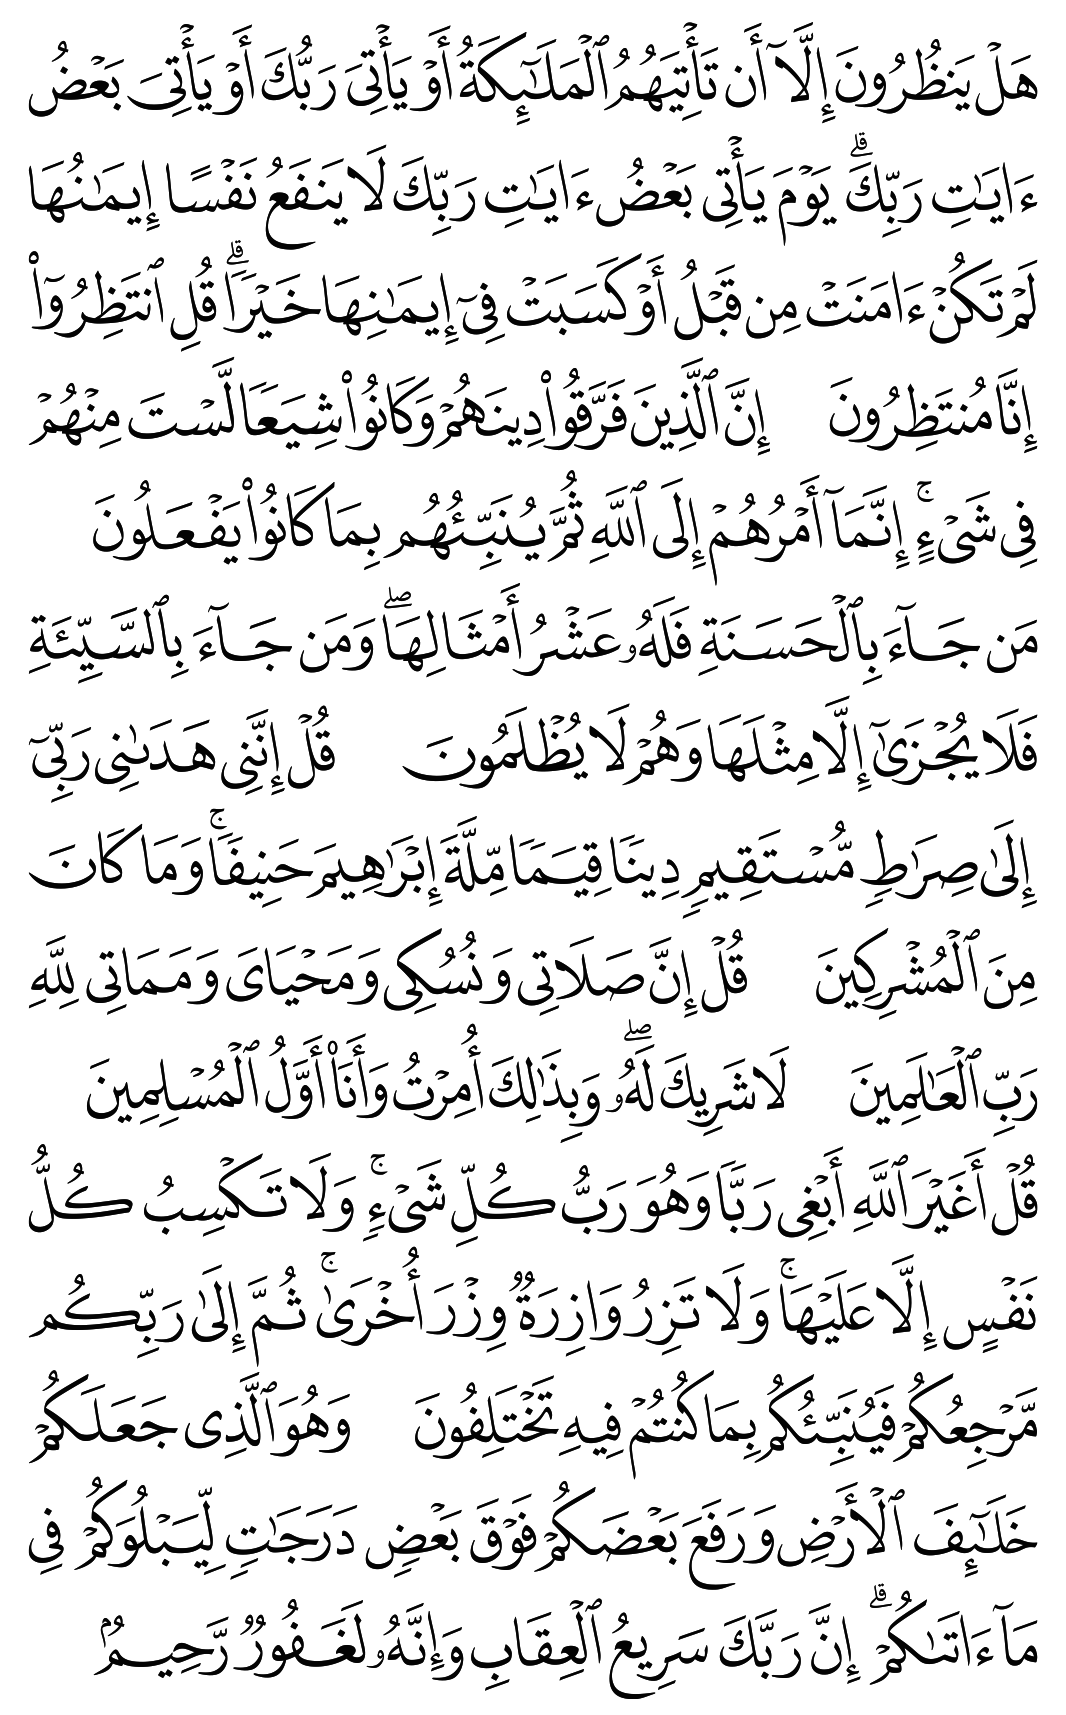 هَلْ يَنظُرُونَ إِلَّآ أَن تَأْتِيَهُمُ ٱلْمَلَـٰٓئِكَةُ أَوْ يَأْتِىَ رَبُّكَ أَوْ يَأْتِىَ بَعْضُ
ءَايَـٰتِ رَبِّكَ ۗ يَوْمَ يَأْتِى بَعْضُ ءَايَـٰتِ رَبِّكَ لَا يَنفَعُ نَفْسًا إِيمَـٰنُهَا
لَمْ تَكُنْ ءَامَنَتْ مِن قَبْلُ أَوْ كَسَبَتْ فِىٓ إِيمَـٰنِهَا خَيْرًا ۗ قُلِ ٱنتَظِرُوٓا۟
إِنَّا مُنتَظِرُونَ إِنَّ ٱلَّذِينَ فَرَّقُوا۟ دِينَهُمْ وَكَانُوا۟ شِيَعًا لَّسْتَ مِنْهُمْ
فِى شَىْءٍ ۚ إِنَّمَآ أَمْرُهُمْ إِلَى ٱللَّهِ ثُمَّ يُنَبِّئُهُم بِمَا كَانُوا۟ يَفْعَلُونَ
مَن جَآءَ بِٱلْحَسَنَةِ فَلَهُۥ عَشْرُ أَمْثَالِهَا ۖ وَمَن جَآءَ بِٱلسَّيِّئَةِ
فَلَا يُجْزَىٰٓ إِلَّا مِثْلَهَا وَهُمْ لَا يُظْلَمُونَ قُلْ إِنَّنِى هَدَىٰنِى رَبِّىٓ
إِلَىٰ صِرَٰطٍ مُّسْتَقِيمٍ دِينًا قِيَمًا مِّلَّةَ إِبْرَٰهِيمَ حَنِيفًا ۚ وَمَا كَانَ
مِنَ ٱلْمُشْرِكِينَ قُلْ إِنَّ صَلَاتِى وَنُسُكِى وَمَحْيَاىَ وَمَمَاتِى لِلَّهِ
رَبِّ ٱلْعَـٰلَمِينَ لَا شَرِيكَ لَهُۥ ۖ وَبِذَٰلِكَ أُمِرْتُ وَأَنَا۠ أَوَّلُ ٱلْمُسْلِمِينَ
قُلْ أَغَيْرَ ٱللَّهِ أَبْغِى رَبًّا وَهُوَ رَبُّ كُلِّ شَىْءٍ ۚ وَلَا تَكْسِبُ كُلُّ
نَفْسٍ إِلَّا عَلَيْهَا ۚ وَلَا تَزِرُ وَازِرَةٌ وِزْرَ أُخْرَىٰ ۚ ثُمَّ إِلَىٰ رَبِّكُم
مَّرْجِعُكُمْ فَيُنَبِّئُكُم بِمَا كُنتُمْ فِيهِ تَخْتَلِفُونَ وَهُوَ ٱلَّذِى جَعَلَكُمْ
خَلَـٰٓئِفَ ٱلْأَرْضِ وَرَفَعَ بَعْضَكُمْ فَوْقَ بَعْضٍ دَرَجَـٰتٍ لِّيَبْلُوَكُمْ فِى
مَآ ءَاتَىٰكُمْ ۗ إِنَّ رَبَّكَ سَرِيعُ ٱلْعِقَابِ وَإِنَّهُۥ لَغَفُورٌ رَّحِيمٌۢ